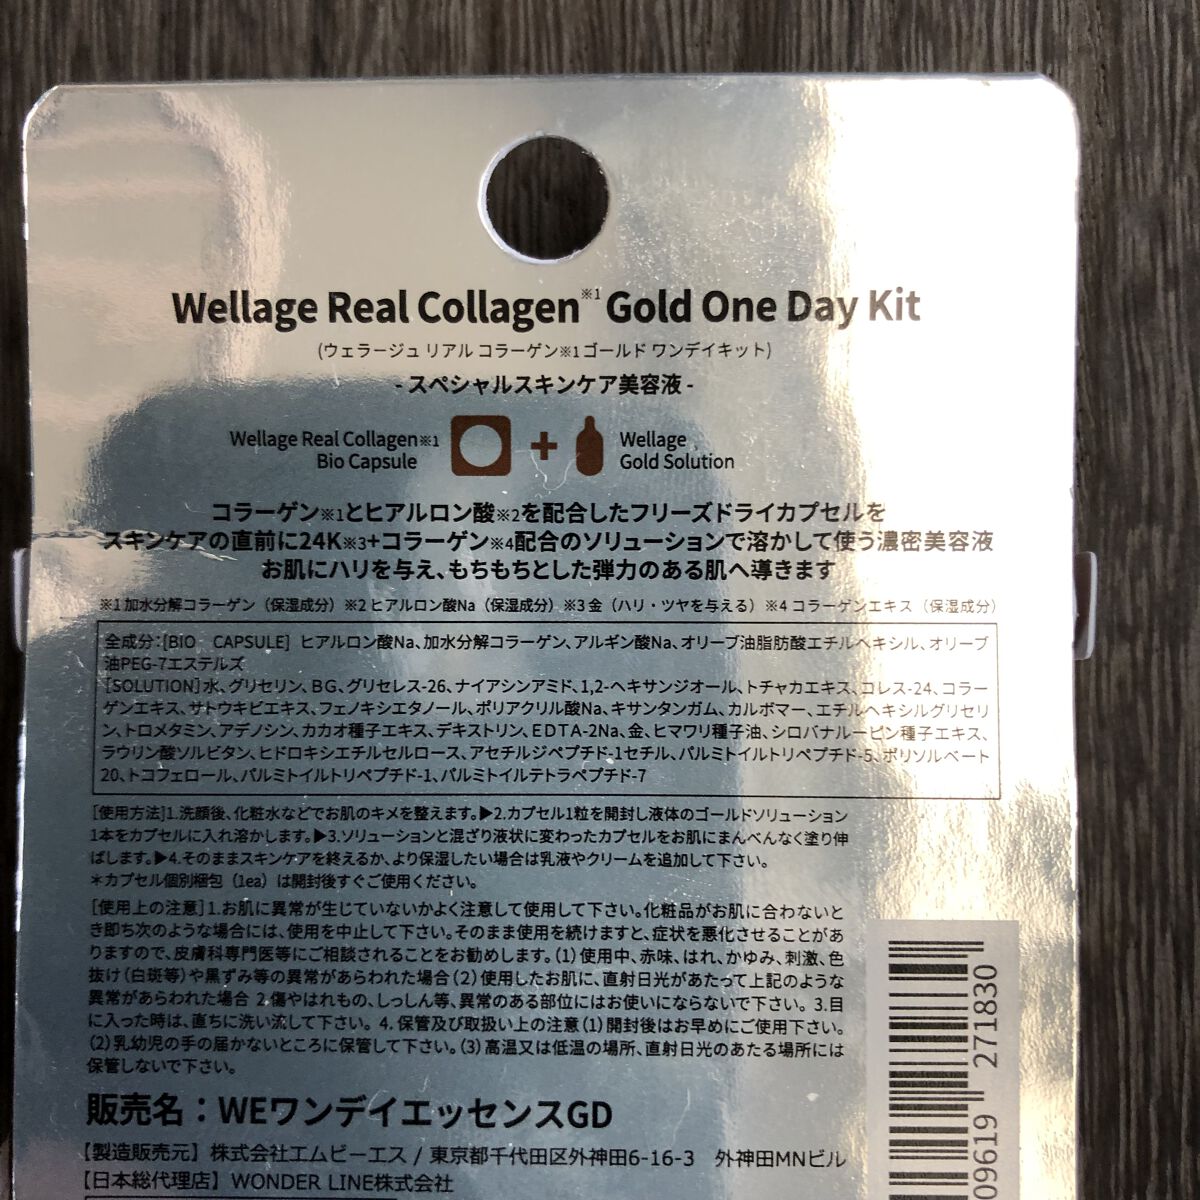 Wellage Real Collagen※1 Gold One Day Kit
(ウェラージュ リアル コラーゲン※1ゴールド ワンデイキット)
- スペシャルスキンケア美容液 -
Wellage Real Collagen※1
Bio Capsule
+
Wellage
Gold Solution
コラーゲン※1とヒアルロン酸※2を配合したフリーズドライカプセルを
スキンケアの直前に24K※3+コラーゲン※4配合のソリューションで溶かして使う濃密美容液
お肌にハリを与え、もちもちとした弾力のある肌へ導きます
※1 加水分解コラーゲン（保湿成分）※2 ヒアルロン酸Na（保湿成分）※3 金（ハリ・ツヤを与える）※4 コラーゲンエキス（保湿成分）
全成分：[BIO CAPSULE] ヒアルロン酸Na、加水分解コラーゲン、アルギン酸Na、オリーブ油脂肪酸エチルヘキシル、オリーブ
油PEG-7エステルズ
[SOLUTION]水、グリセリン、BG、グリセレス-26、ナイアシンアミド、1,2-ヘキサンジオール、トチャカエキス、コレス-24、コラー
ゲンエキス、サトウキビエキス、フェノキシエタノール、ポリアクリル酸Na、キサンタンガム、カルボマー、エチルヘキシルグリセリ
ン、トロメタミン、アデノシン、カカオ種子エキス、デキストリン、EDTA-2Na、金、ヒマワリ種子油、シロバナルーピン種子エキス、
ラウリン酸ソルビタン、ヒドロキシエチルセルロース、アセチルジペプチド-1セチル、パルミトイルトリペプチド-5、ポリソルベート
20、トコフェロール、パルミトイルトリペプチド-1、パルミトイルテトラペプチド-7
[使用方法]1.洗顔後、化粧水などでお肌のキメを整えます。▶2.カプセル1粒を開封し液体のゴールドソリューション
1本をカプセルに入れ溶かします。▶3.ソリューションと混ざり液状に変わったカプセルをお肌にまんべんなく塗り伸
ばします。▶4.そのままスキンケアを終えるか、より保湿したい場合は乳液やクリームを追加して下さい。
＊カプセル個別梱包（1ea）は開封後すぐご使用ください。
[使用上の注意]1.お肌に異常が生じていないかよく注意して使用して下さい。化粧品がお肌に合わないと
き即ち次のような場合には、使用を中止して下さい。そのまま使用を続けますと、症状を悪化させることがあ
りますので、皮膚科専門医等にご相談されることをお勧めします。(1)使用中、赤味、はれ、かゆみ、刺激、色
抜け(白斑等)や黒ずみ等の異常があらわれた場合(2)使用したお肌に、直射日光があたって上記のような
異常があらわれた場合 2.傷やはれもの、しっしん等、異常のある部位にはお使いにならないで下さい。3.目
に入った時は、直ちに洗い流して下さい。 4. 保管及び取扱い上の注意(1)開封後はお早めにご使用下さい。
(2)乳幼児の手の届かないところに保管して下さい。(3)高温又は低温の場所、直射日光のあたる場所には
保管しないで下さい。
販売名：WEワンデイエッセンスGD
【製造販売元】株式会社エムビーエス / 東京都千代田区外神田6-16-3 外神田MNビル
【日本総代理店】WONDER LINE株式会社
09619 271830